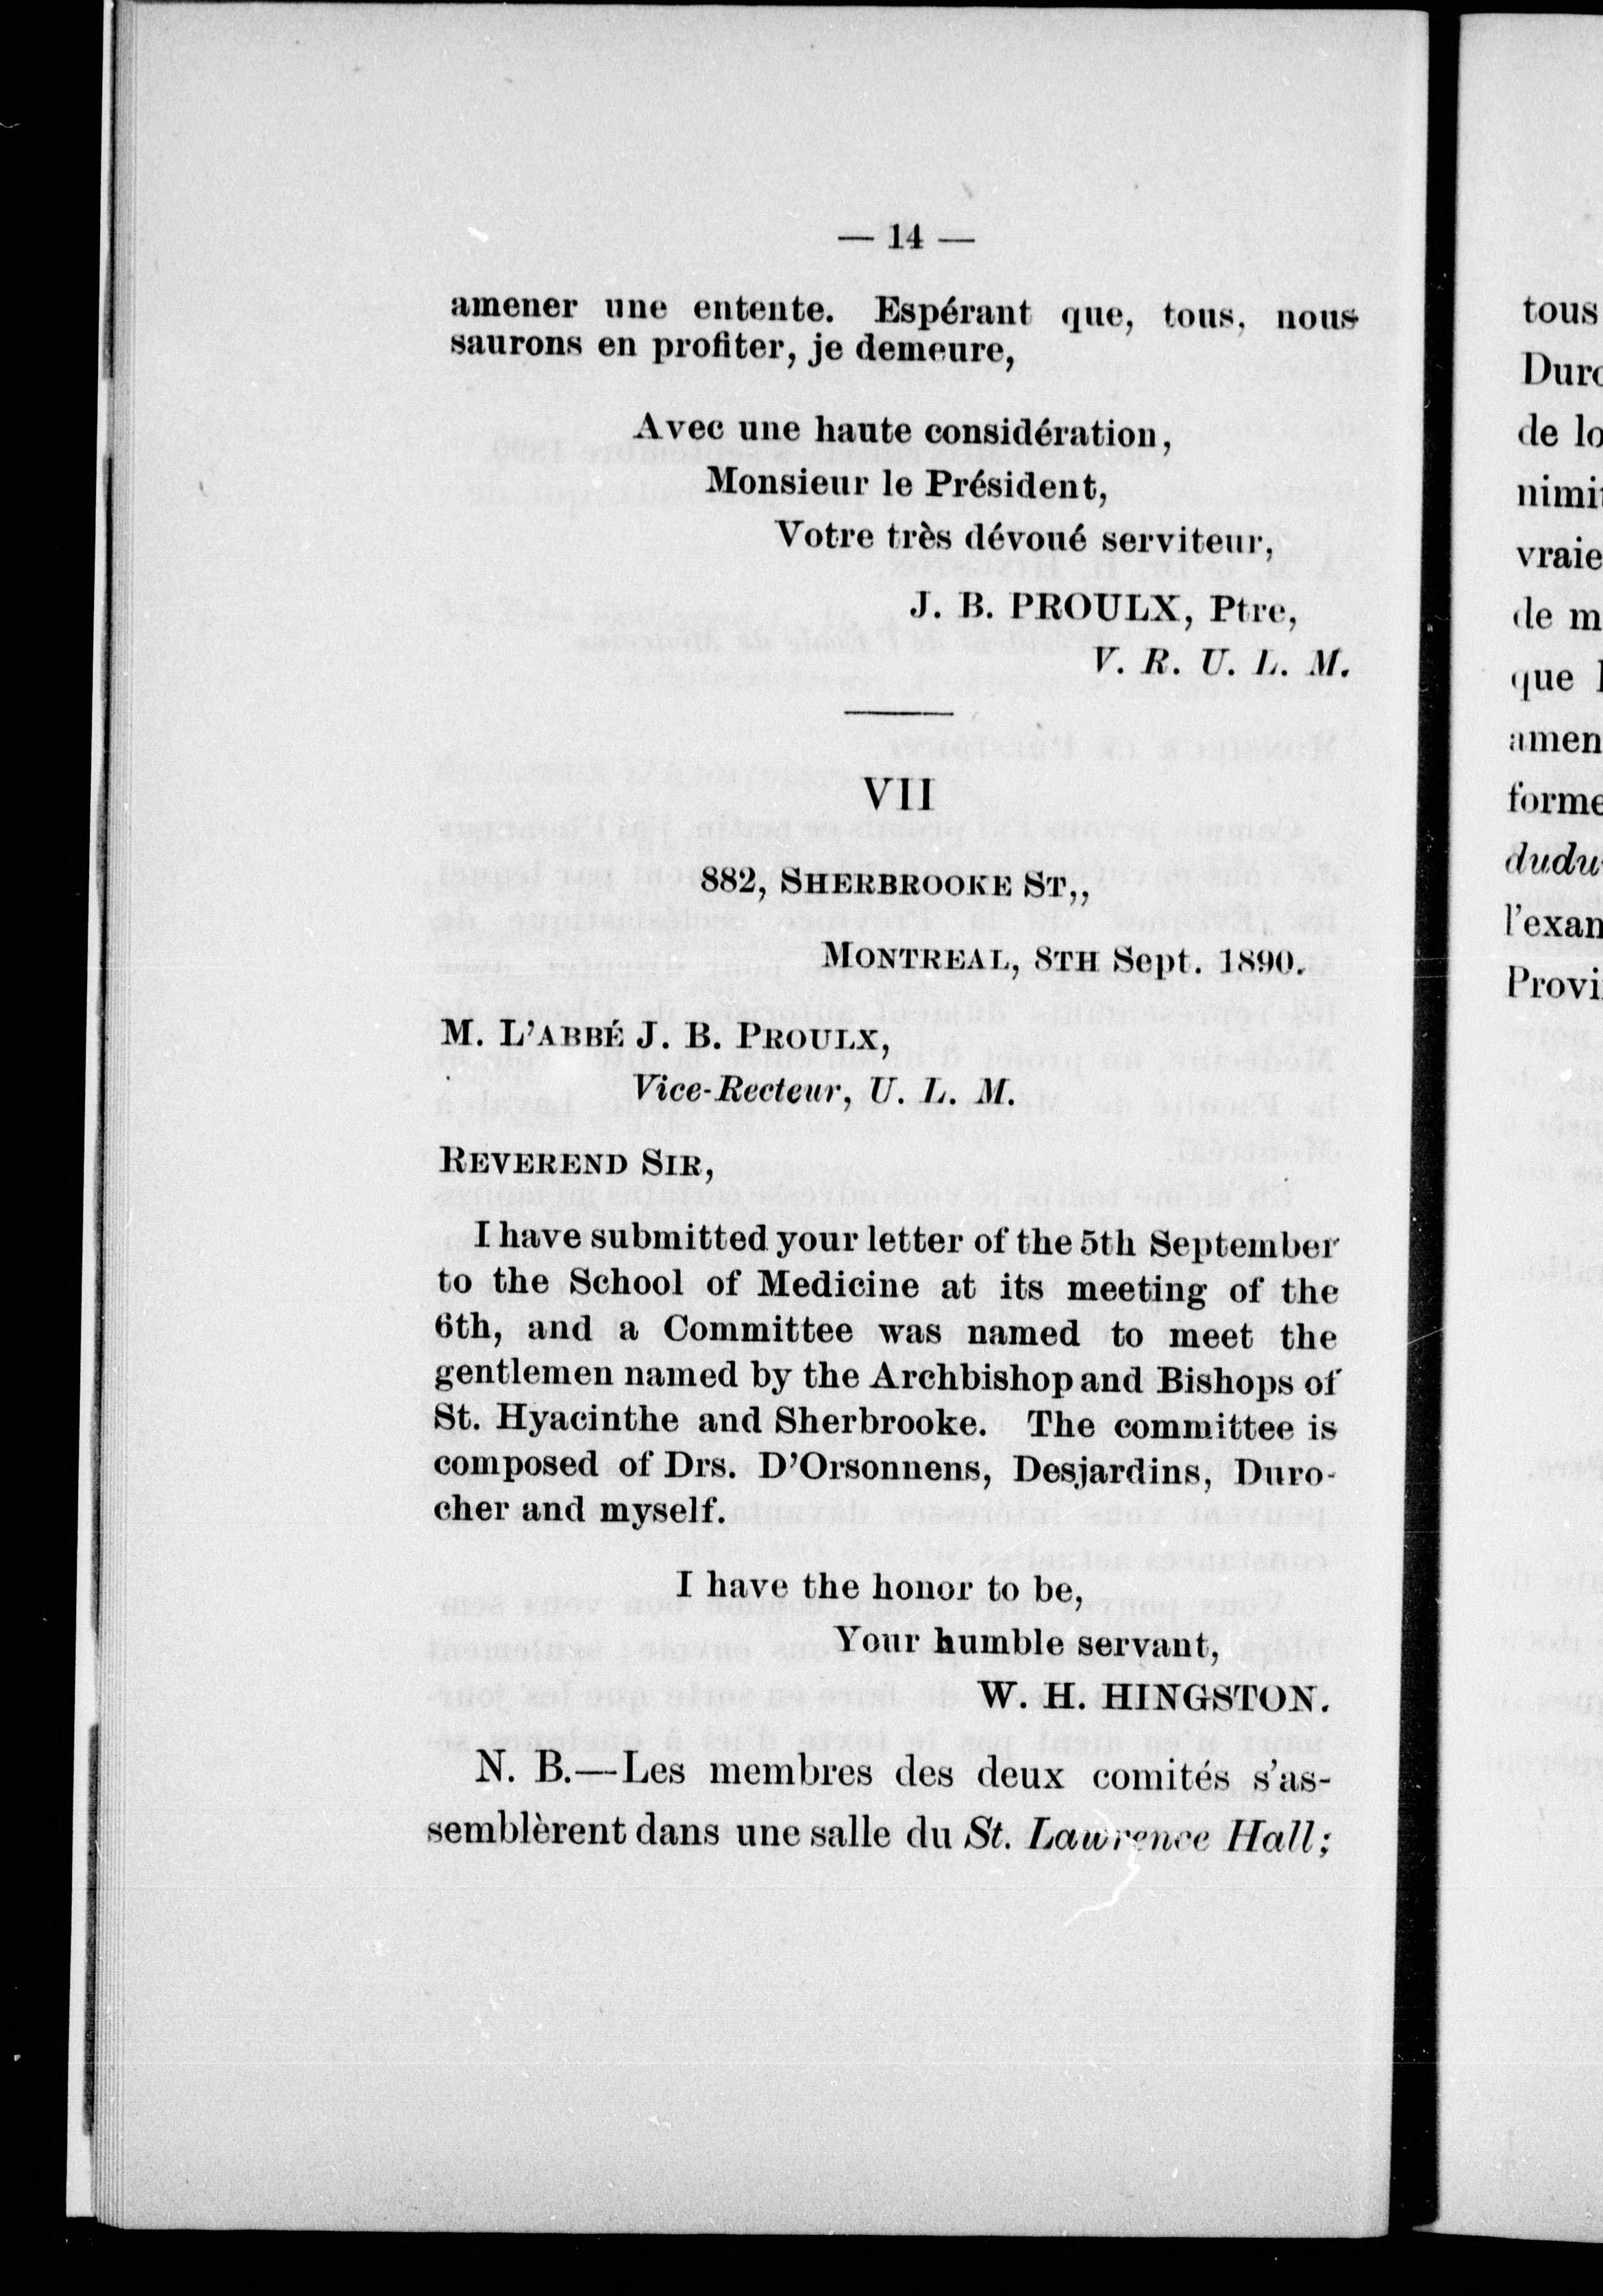 — 14 —
amener une entente. Espérant que, tous, nous
saurons en profiter, je demeure,
Avec une haute considération,
Monsieur le Président,
Votre très dévoué serviteur,
J. B. PROULX, Ptre,
V. R. U. L. M.
VII
882, SHERBROOKE ST,,
MONTREAL, 8TH Sept. 1890.
M. L'ABBÉ J. B. PROULX,
Vice-Recteur, U. L. M.
REVEREND SIR,
I have submitted your letter of the 5th September
to the School of Medicine at its meeting of the
6th, and a Committee was named to meet the
gentlemen named by the Archbishop and Bishops of
St. Hyacinthe and Sherbrooke. The committee is
composed of Drs. D'Orsonnens, Desjardins, Duro-
cher and myself.
I have the honor to be,
Your humble servant,
W. H. HINGSTON.
N. B.—Les membres des deux comités s'as-
semblèrent dans une salle du St. Lawrence Hall;
tous
Duro
de lo
nimi
vraie
de m
que
amen
forme
dudu
l'exam
Provi